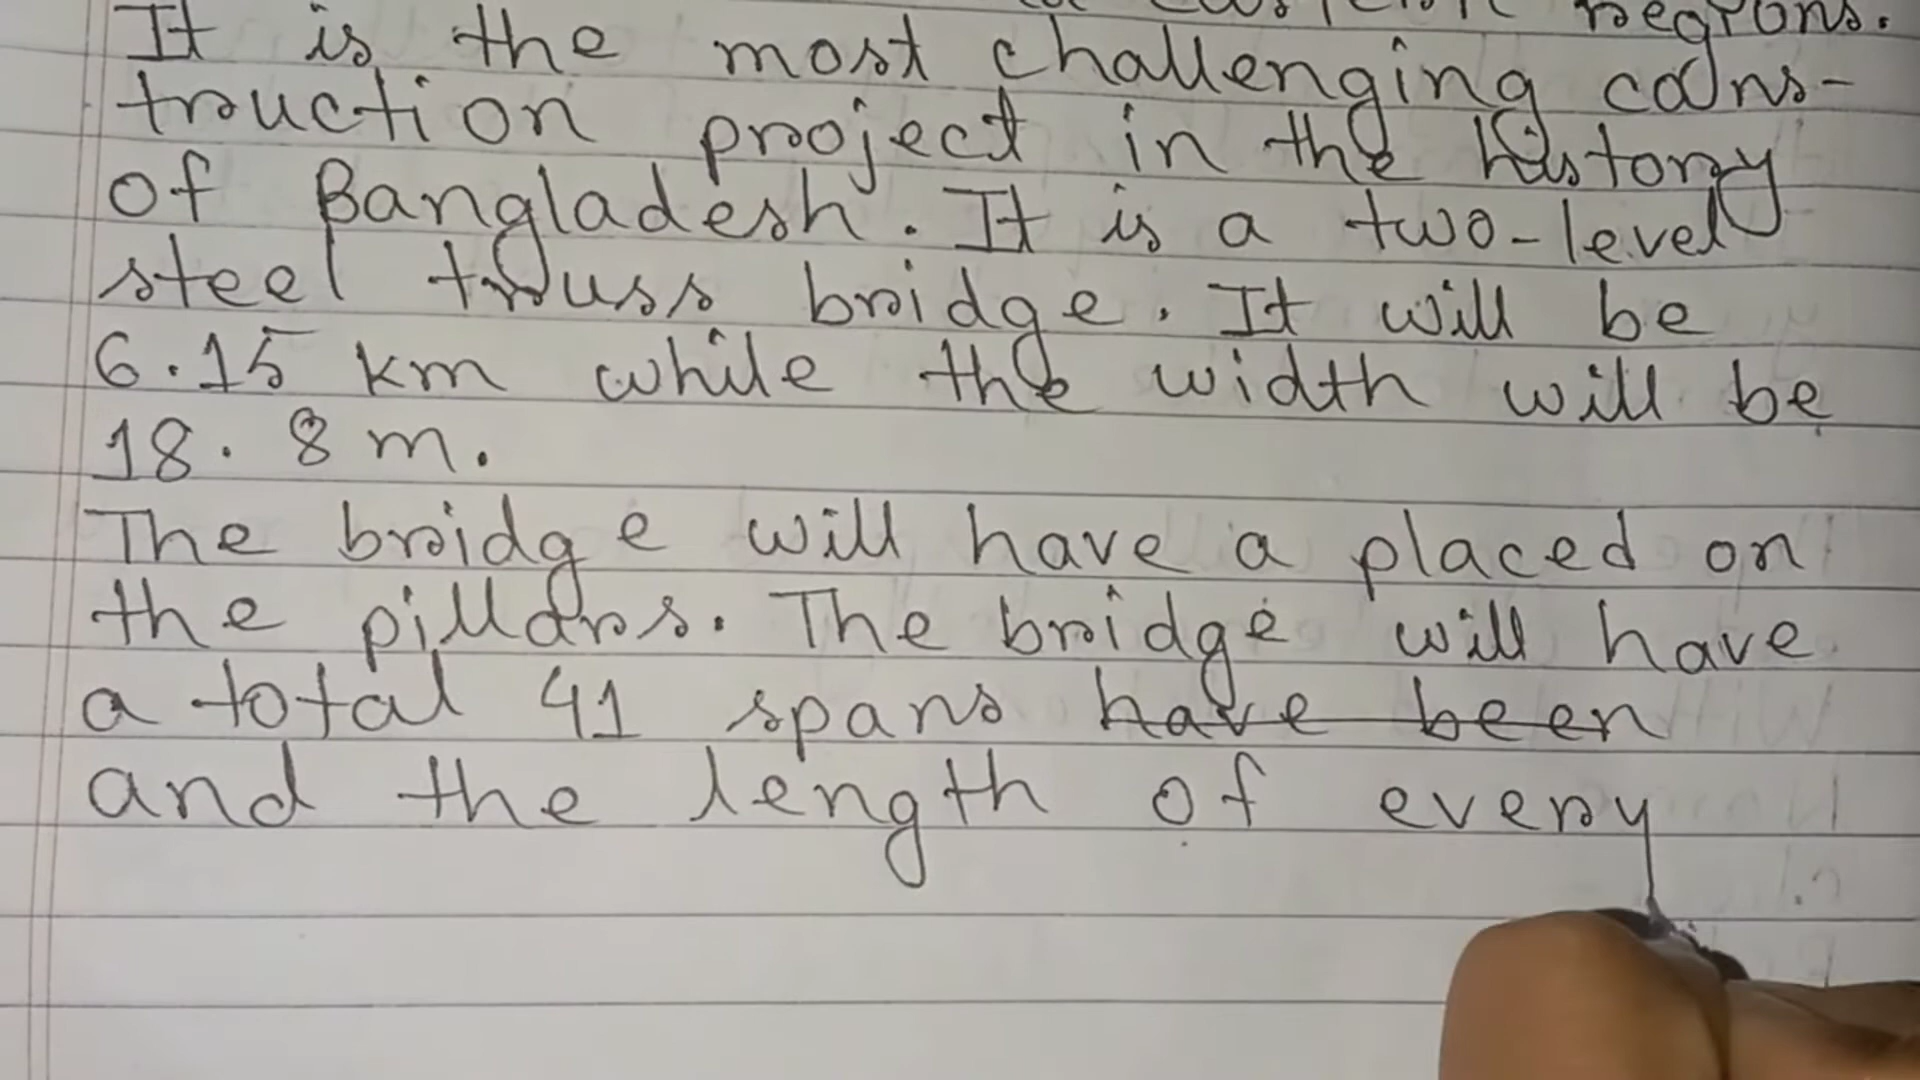 regions.
It is the most challenging cons-
truction project in the history
of Bangladesh. It is a two-level
steel truss bridge. It will be
6.15 km while the width will be
18.8 m.
The bridge will have a placed on
the pillars. The bridge will have
a total 41 spans have been
and the length of every